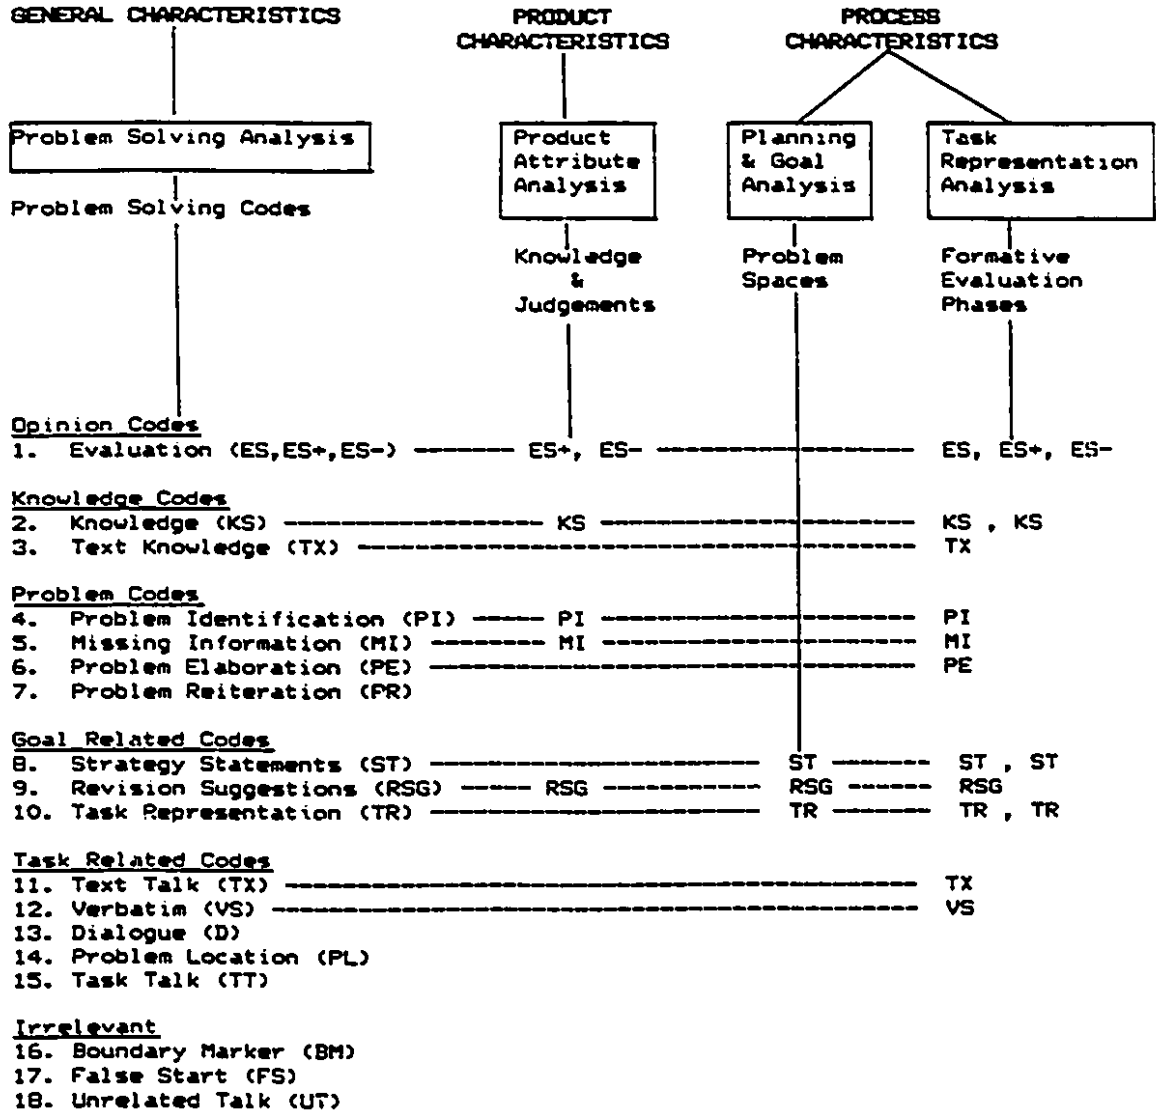 GENERAL CHARACTERISTICS PRODUCT PROCESS
CHARACTERISTICS CHARACTERISTICS
Problem Solving Analysis Product Planning Task
Attribute & Goal Representation
Analysis Analysis Analysis
Problem Solving Codes
Knowledge Problem Formative
& Spaces Evaluation
Judgements Phases
Opinion Codes
1. Evaluation (ES,ES+,ES-) ES+, ES- ES, ES+, ES-
Knowledge Codes
2. Knowledge (KS) KS KS , KS
3. Text Knowledge (TX) TX
Problem Codes
4. Problem Identification (PI) PI PI
5. Missing Information (MI) MI MI
6. Problem Elaboration (PE) PE
7. Problem Reiteration (PR)
Goal Related Codes
8. Strategy Statements (ST) ST ST , ST
9. Revision Suggestions (RSG) RSG RSG RSG
10. Task Representation (TR) TR TR , TR
Task Related Codes
11. Text Talk (TX) TX
12. Verbatim (VS) VS
13. Dialogue (D)
14. Problem Location (PL)
15. Task Talk (TT)
Irrelevant
16. Boundary Marker (BM)
17. False Start (FS)
18. Unrelated Talk (UT)